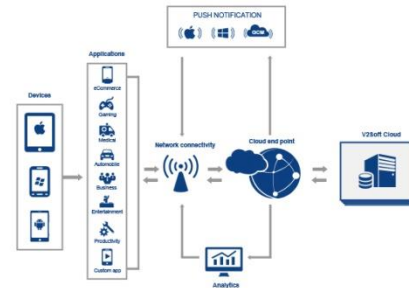 PUSH NOTIFICATION
GCM
Applications
Devices
eCommerce
Gaming
Medical
Automobile
Business
Entertainment
Productivity
Custom app
Network connectivity
Cloud end point
V2Soft Cloud
Analytics